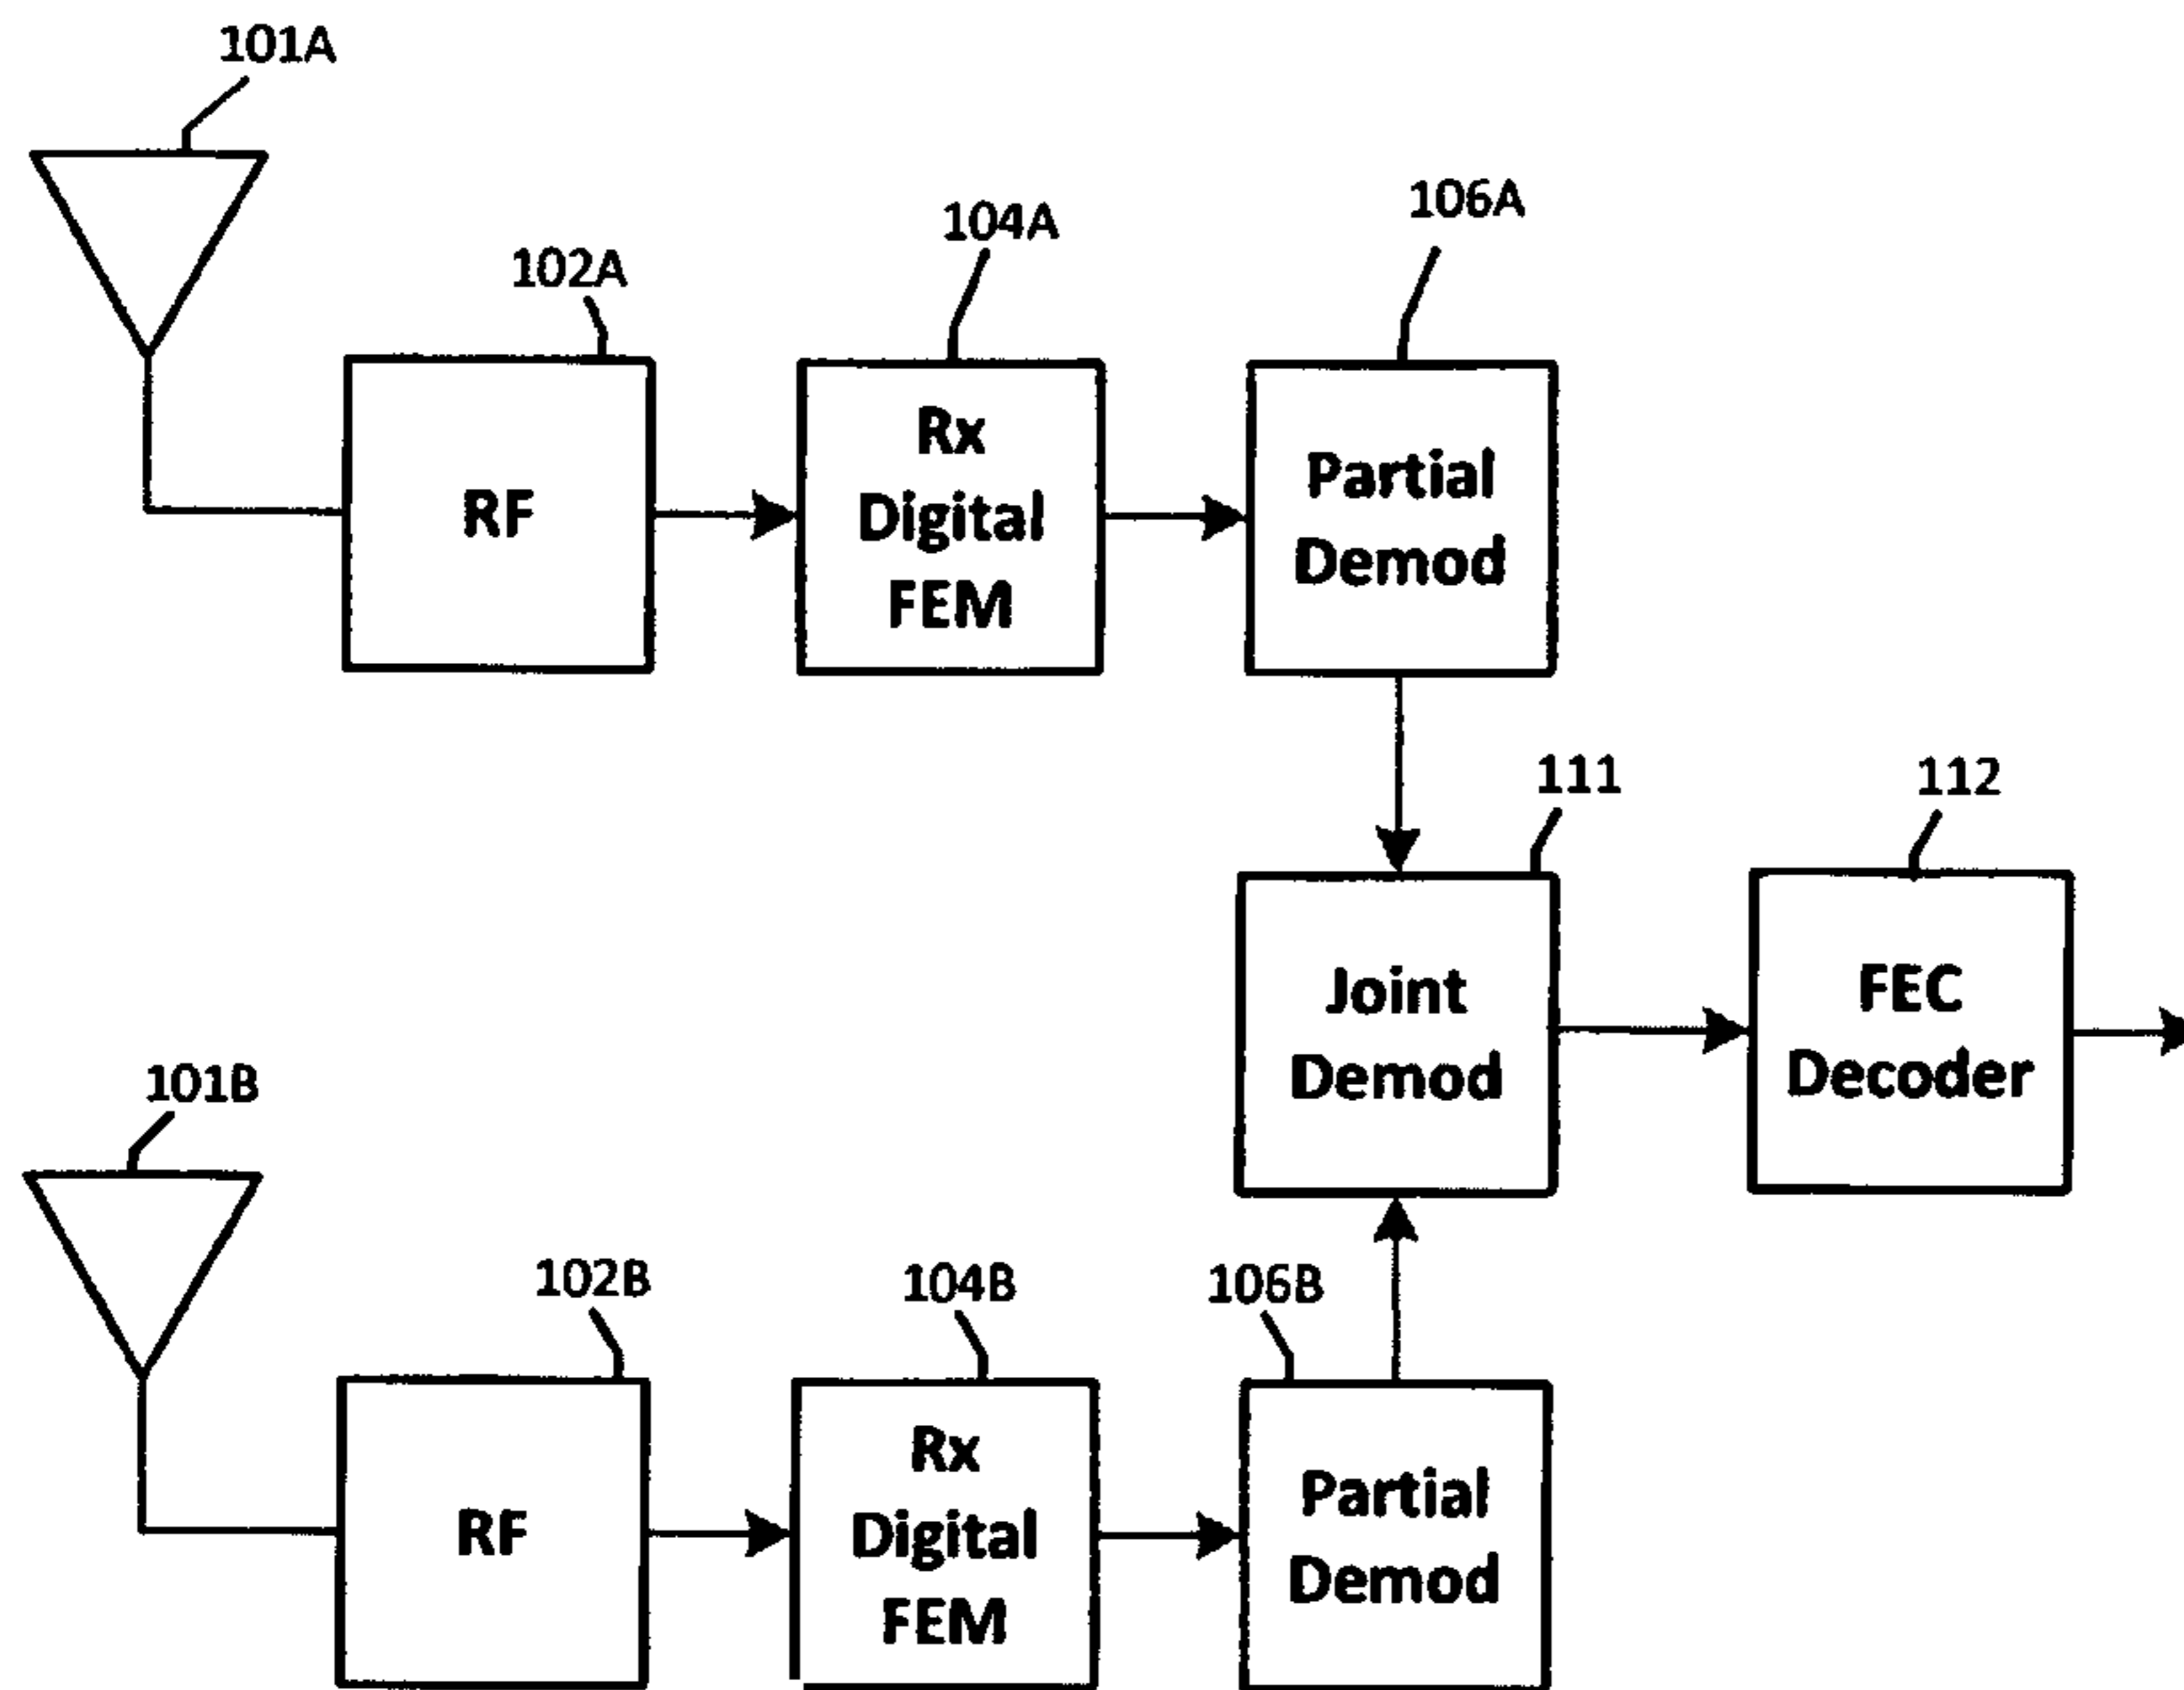 101A
102A
104A
106A
RF
Rx
Digital
FEM
Partial
Demod
111
112
Joint
Demod
FEC
Decoder
101B
102B
104B
106B
RF
Rx
Digital
FEM
Partial
Demod